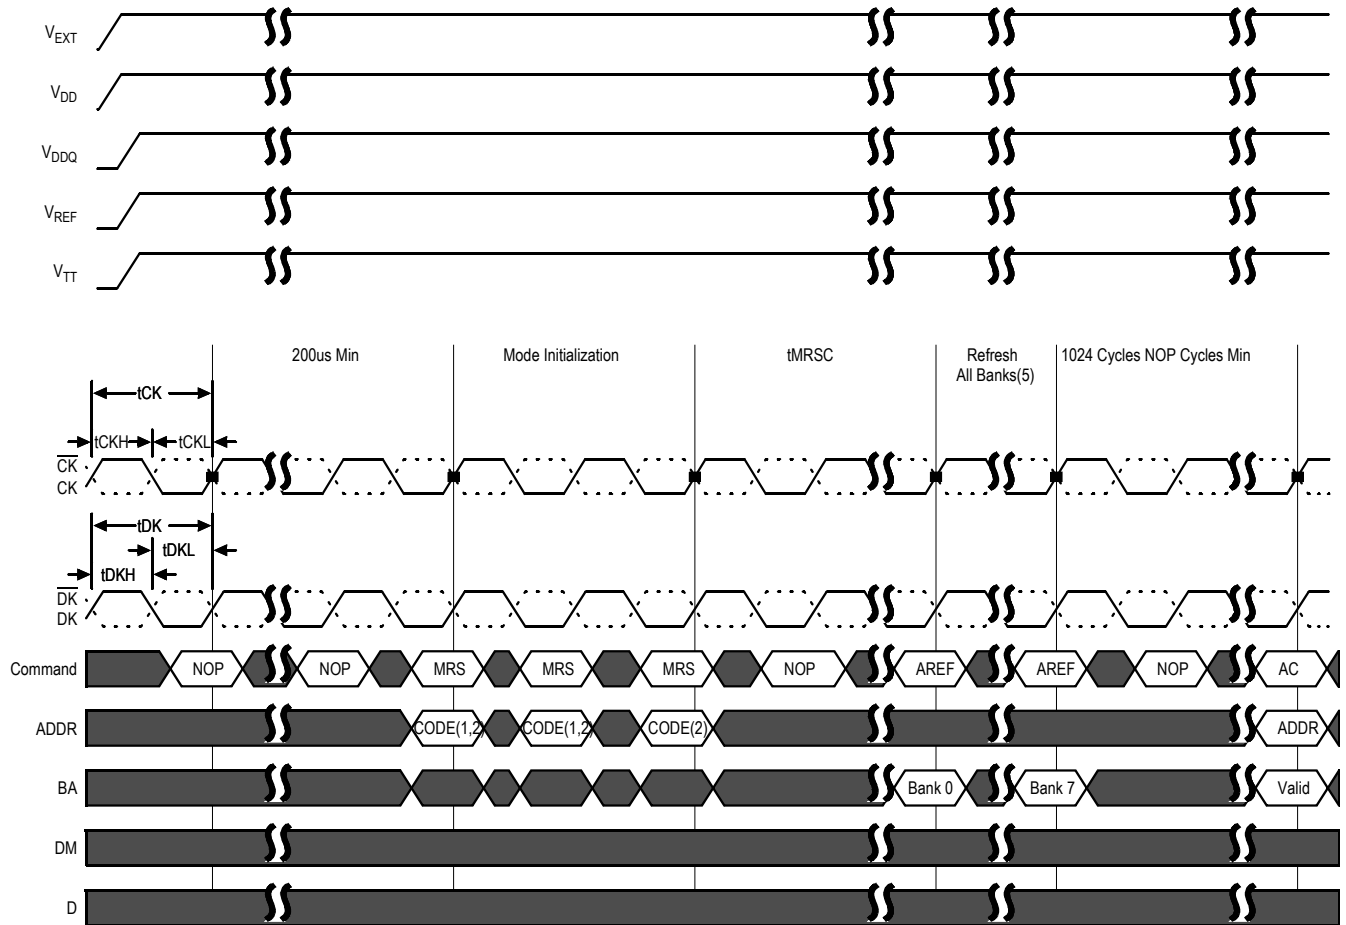 VEXT
VDD
VDDQ
VREF
VTT
200us Min
Mode Initialization
tMRSC
Refresh
All Banks(5)
1024 Cycles NOP Cycles Min
tCK
tCKH
tCKL
CK
CK
tDK
tDKL
tDKH
DK
DK
Command NOP NOP MRS MRS MRS NOP AREF AREF NOP AC
ADDR CODE(1,2) CODE(1,2) CODE(2) ADDR
BA Bank 0 Bank 7 Valid
DM
D